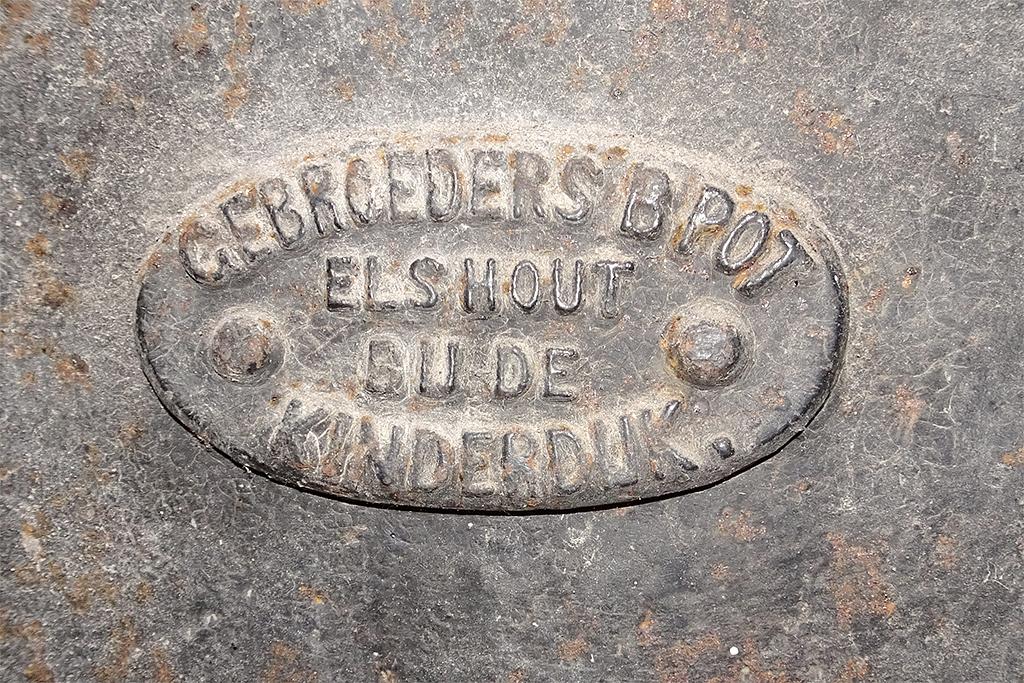 GEBROEDERS B POT
ELSHOUT
BIJ DE
KINDERDIJK.